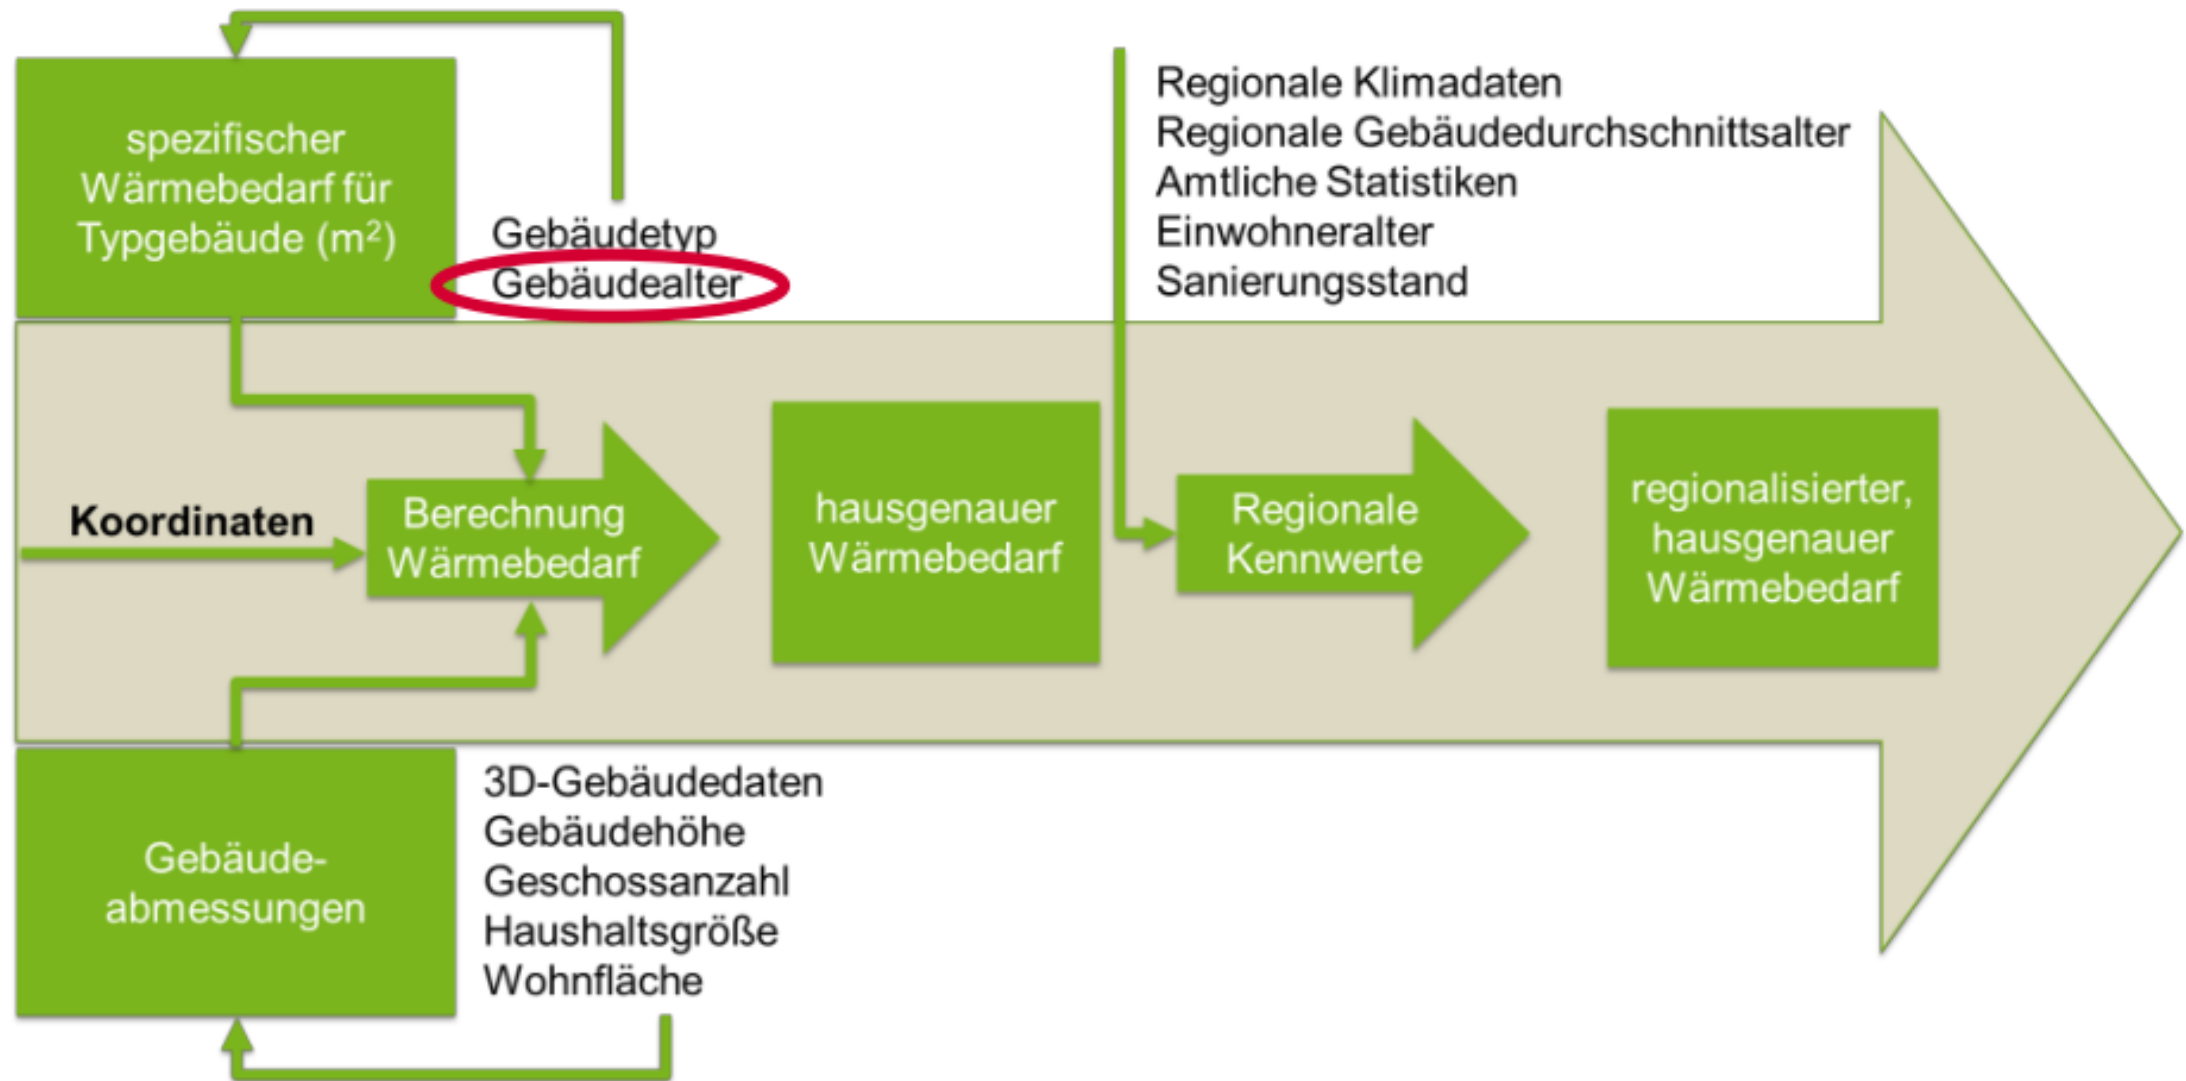 spezifischer
Wärmebedarf für
Typgebäude (m²)
Gebäudetyp
Gebäudealter
Regionale Klimadaten
Regionale Gebäudedurchschnittsalter
Amtliche Statistiken
Einwohneralter
Sanierungsstand
Koordinaten
Berechnung
Wärmebedarf
hausgenauer
Wärmebedarf
Regionale
Kennwerte
regionalisierter,
hausgenauer
Wärmebedarf
Gebäude-
abmessungen
3D-Gebäudedaten
Gebäudehöhe
Geschossanzahl
Haushaltsgröße
Wohnfläche